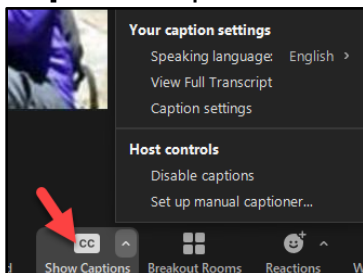 Your caption settings
Speaking language: English >
View Full Transcript
Caption settings
Host controls
Disable captions
Set up manual captioner...
CC
Show Captions Breakout Rooms Reactions